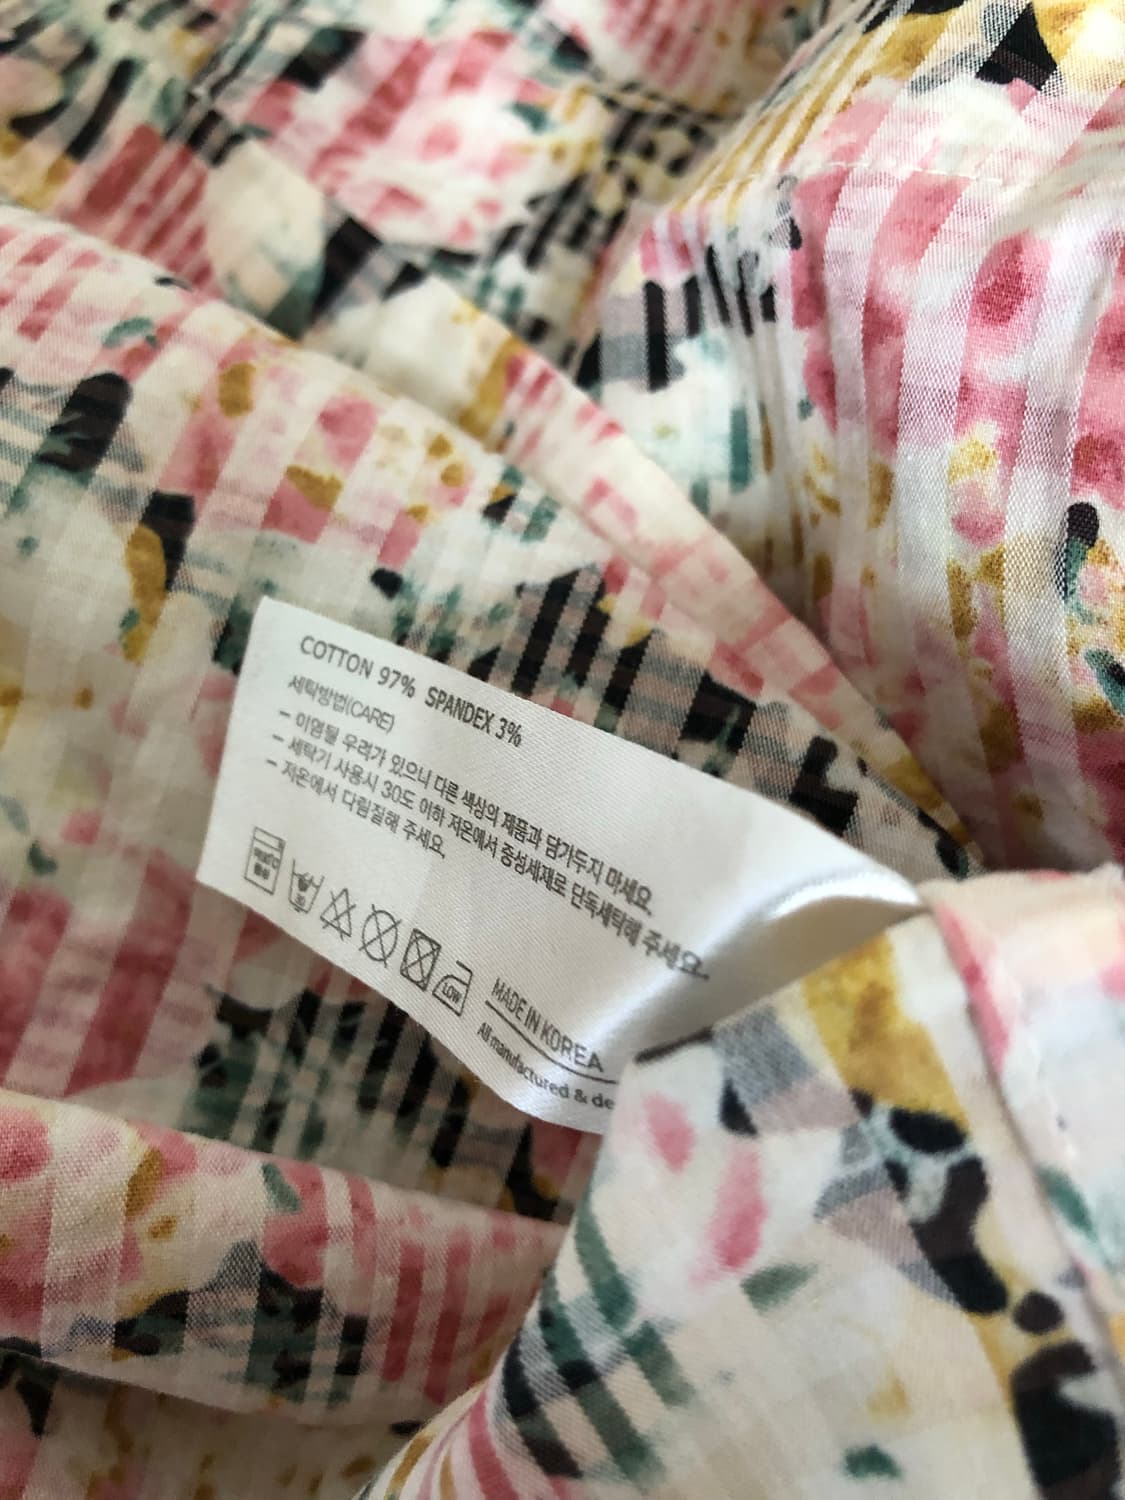 COTTON 97% SPANDEX 3%
세탁방법(CARE)
- 이염될 우려가 있으니 다른 색상의 제품과 담가두지 마세요.
- 세탁기 사용시 30도 이하 저온에서 중성세제로 단독세탁해 주세요.
- 저온에서 다림질해 주세요.
30
LOW
MADE IN KOREA
All manufactured & de